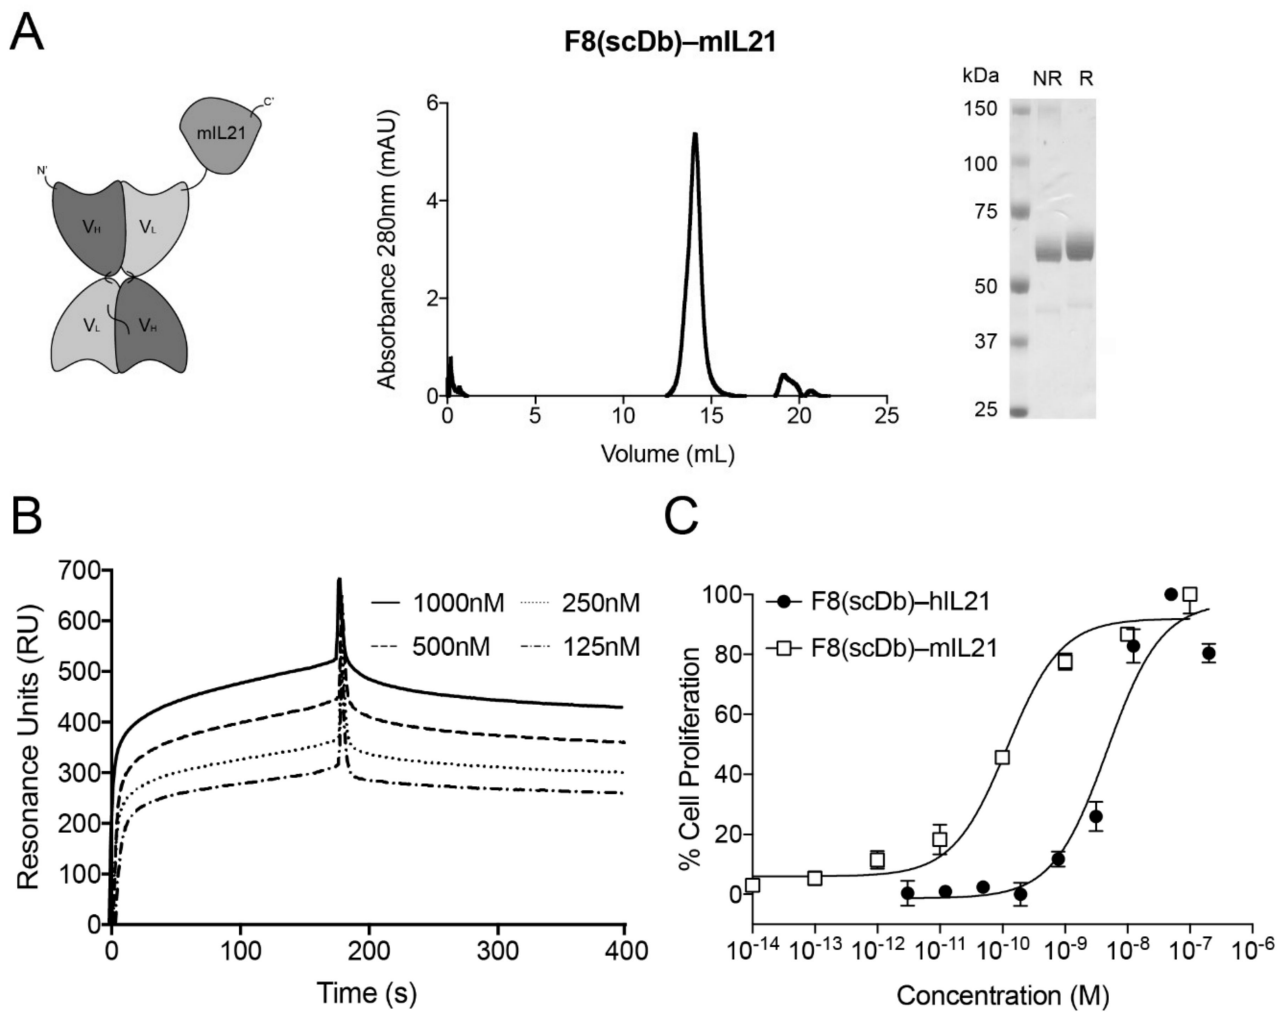 A
F8(scDb)–mIL21
N'
C'
mIL21
VH
VL
VL
VH
Absorbance 280nm (mAU)
6
4
2
0
0 5 10 15 20 25
Volume (mL)
kDa NR R
150
100
75
50
37
25
B
Resonance Units (RU)
700
600
500
400
300
200
100
0
1000nM 250nM
500nM 125nM
0 100 200 300 400
Time (s)
C
% Cell Proliferation
100
80
60
40
20
0
F8(scDb)–hIL21
F8(scDb)–mIL21
10⁻¹⁴ 10⁻¹³ 10⁻¹² 10⁻¹¹ 10⁻¹⁰ 10⁻⁹ 10⁻⁸ 10⁻⁷ 10⁻⁶
Concentration (M)